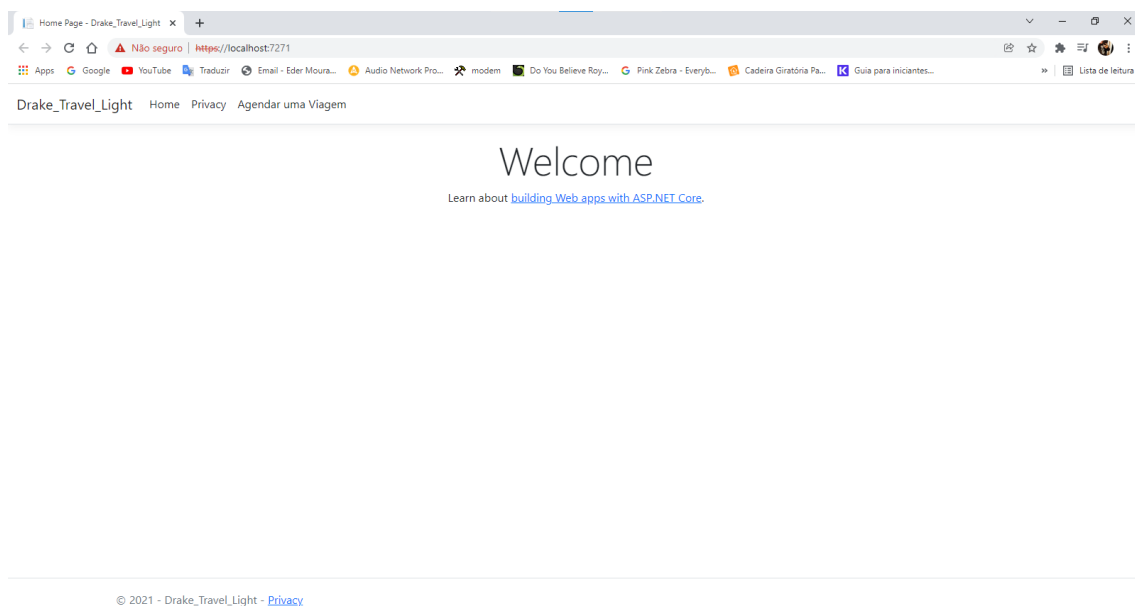 Home Page - Drake_Travel_Light
Não seguro | https://localhost:7271
Apps Google YouTube Traduzir Email - Eder Moura... Audio Network Pro... modem Do You Believe Roy... Pink Zebra - Everyb... Cadeira Giratória Pa... Guia para iniciantes... » Lista de leitura
Drake_Travel_Light Home Privacy Agendar uma Viagem
Welcome
Learn about building Web apps with ASP.NET Core.
© 2021 - Drake_Travel_Light - Privacy